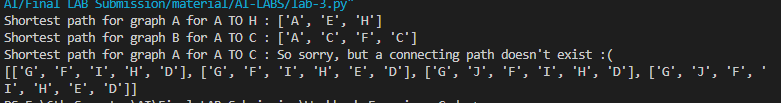 AI/Final LAB Submission/material/AI-LABS/lab-3.py"
Shortest path for graph A for A TO H : ['A', 'E', 'H']
Shortest path for graph B for A TO C : ['A', 'C', 'F', 'C']
Shortest path for graph A for A TO C : So sorry, but a connecting path doesn't exist :(
[['G', 'F', 'I', 'H', 'D'], ['G', 'F', 'I', 'H', 'E', 'D'], ['G', 'J', 'F', 'I', 'H', 'D'], ['G', 'J', 'F', '
I', 'H', 'E', 'D']]